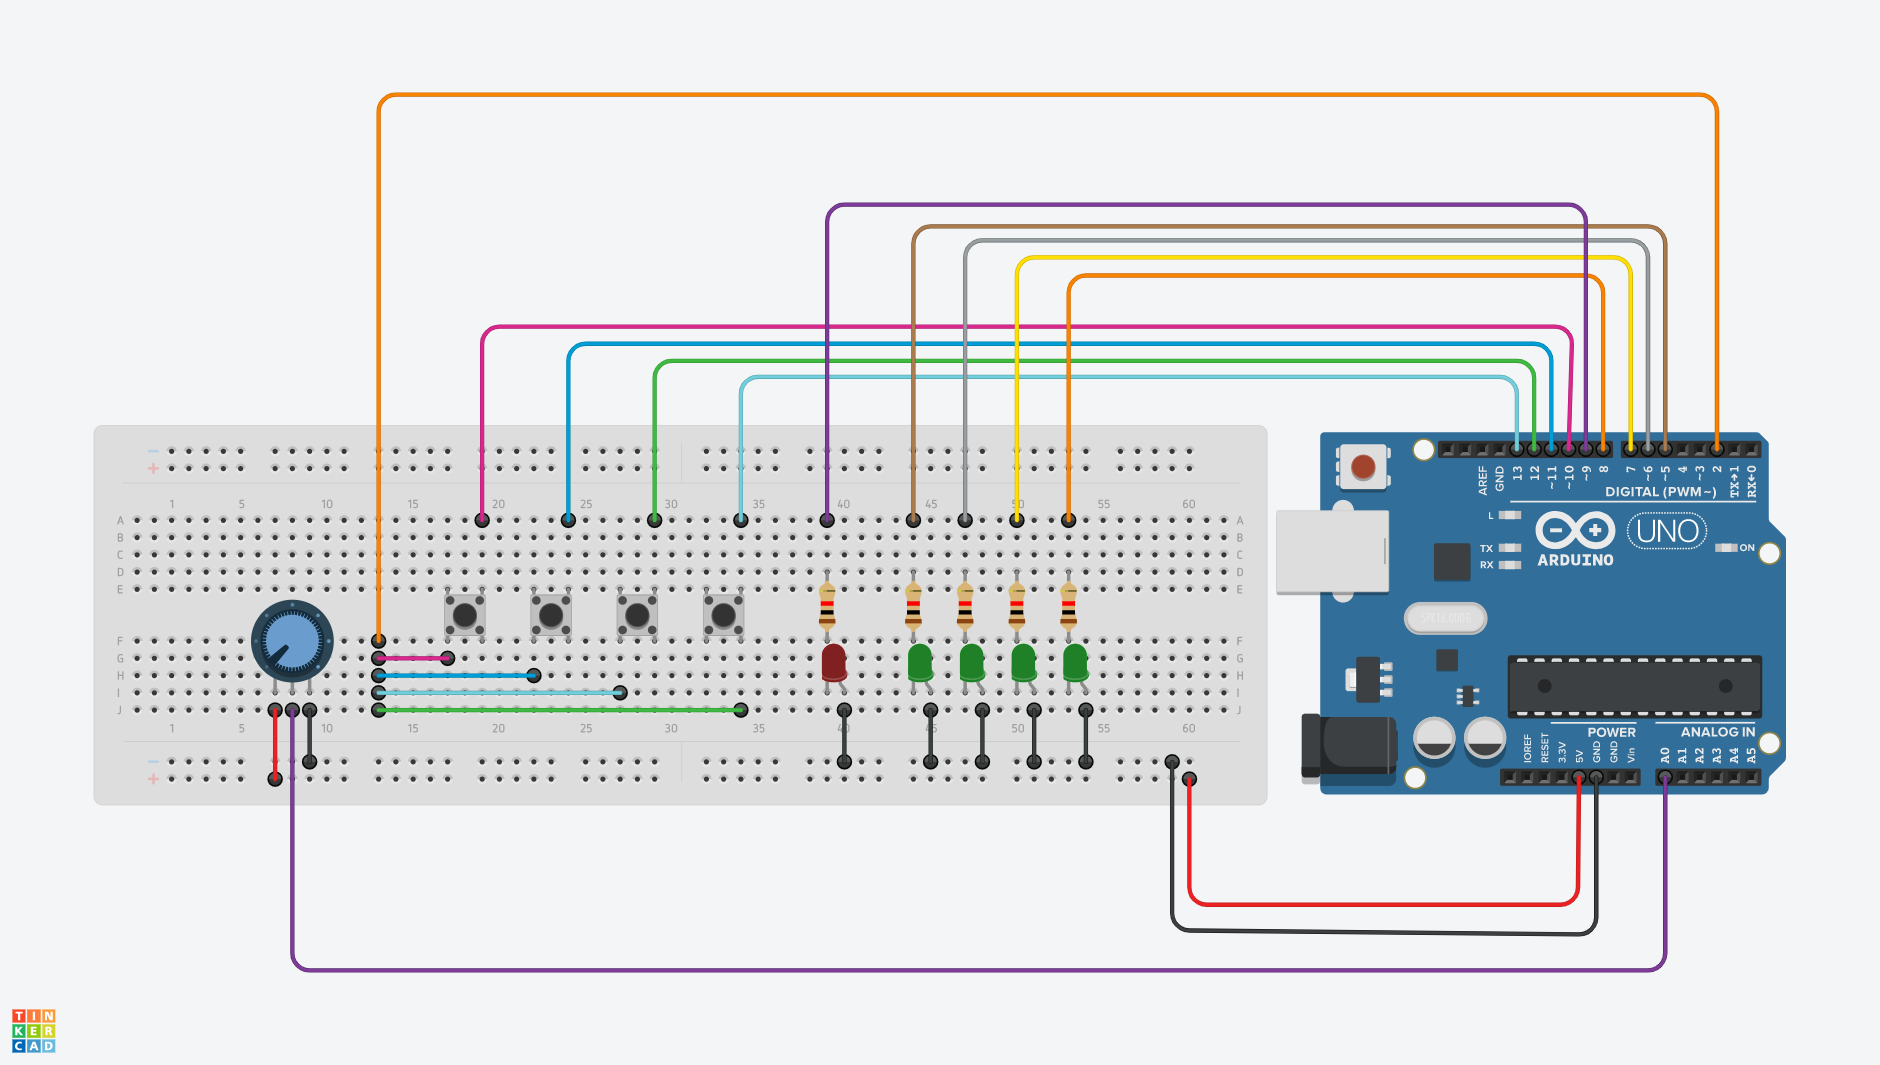 AREF
GND
13
12
~11
~10
~9
8
7
~6
~5
4
~3
2
TX→1
RX←0
DIGITAL (PWM~)
L
TX
RX
ARDUINO
UNO
ON
1 5 10 15 20 25 30 35 40 45 50 55 60
A A
B B
C C
D D
E E
F F
G G
H H
I I
J J
1 5 10 15 20 25 30 35 40 45 50 55 60
POWER
ANALOG IN
IOREF
RESET
3.3V
5V
GND
GND
Vin
A0
A1
A2
A3
A4
A5
TIN
KER
CAD